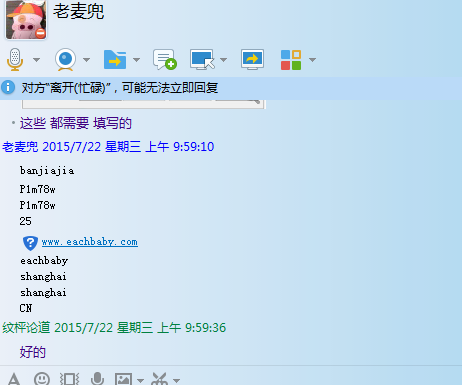 老麦兜
对方"离开(忙碌)"，可能无法立即回复
•这些 都需要 填写的
老麦兜 2015/7/22 星期三 上午 9:59:10
banjiajia
P1m78w
P1m78w
25
www.eachbaby.com
eachbaby
shanghai
shanghai
CN
纹枰论道 2015/7/22 星期三 上午 9:59:36
好的